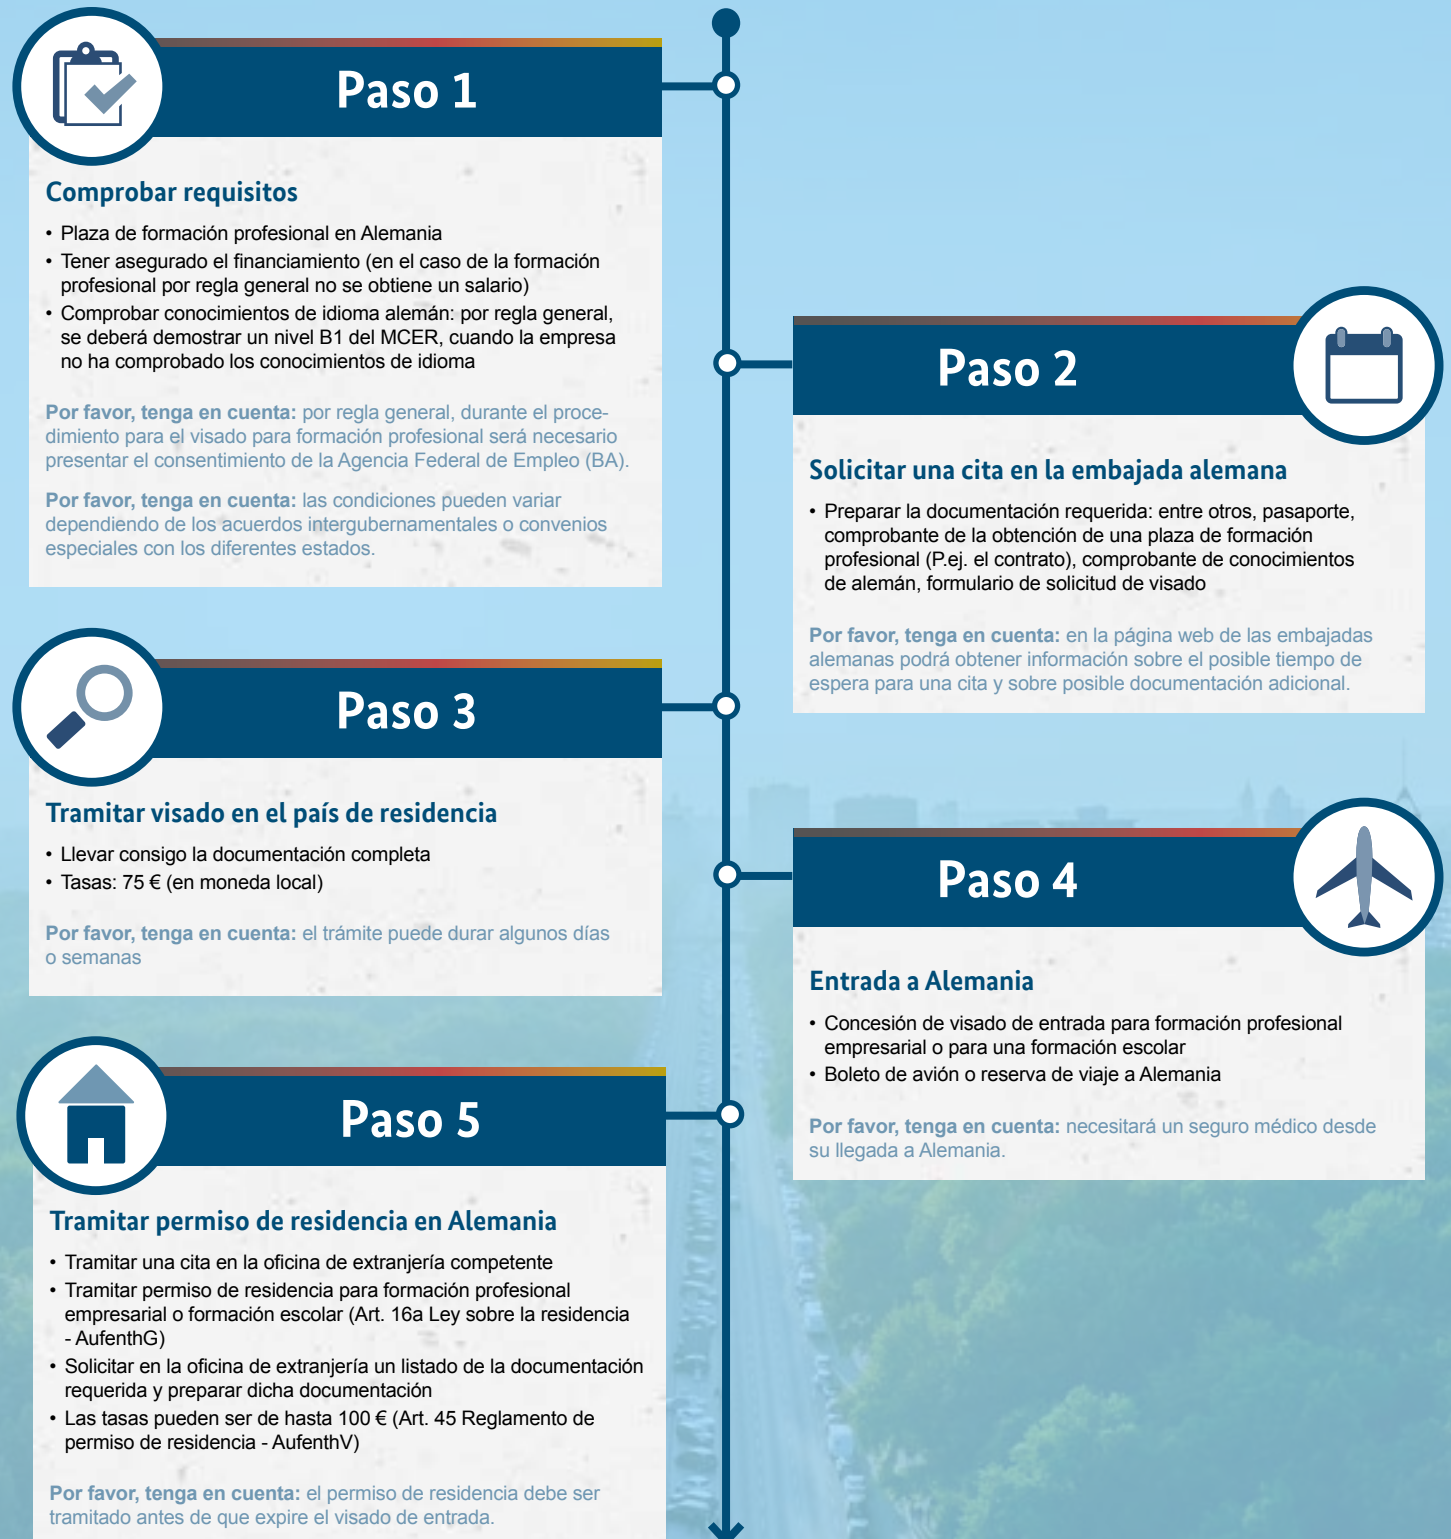 Paso 1
Comprobar requisitos
• Plaza de formación profesional en Alemania
• Tener asegurado el financiamiento (en el caso de la formación
profesional por regla general no se obtiene un salario)
• Comprobar conocimientos de idioma alemán: por regla general,
se deberá demostrar un nivel B1 del MCER, cuando la empresa
no ha comprobado los conocimientos de idioma
Por favor, tenga en cuenta: por regla general, durante el proce-
dimiento para el visado para formación profesional será necesario
presentar el consentimiento de la Agencia Federal de Empleo (BA).
Por favor, tenga en cuenta: las condiciones pueden variar
dependiendo de los acuerdos intergubernamentales o convenios
especiales con los diferentes estados.
Paso 2
Solicitar una cita en la embajada alemana
• Preparar la documentación requerida: entre otros, pasaporte,
comprobante de la obtención de una plaza de formación
profesional (P.ej. el contrato), comprobante de conocimientos
de alemán, formulario de solicitud de visado
Por favor, tenga en cuenta: en la página web de las embajadas
alemanas podrá obtener información sobre el posible tiempo de
espera para una cita y sobre posible documentación adicional.
Paso 3
Tramitar visado en el país de residencia
• Llevar consigo la documentación completa
• Tasas: 75 € (en moneda local)
Por favor, tenga en cuenta: el trámite puede durar algunos días
o semanas
Paso 4
Entrada a Alemania
• Concesión de visado de entrada para formación profesional
empresarial o para una formación escolar
• Boleto de avión o reserva de viaje a Alemania
Por favor, tenga en cuenta: necesitará un seguro médico desde
su llegada a Alemania.
Paso 5
Tramitar permiso de residencia en Alemania
• Tramitar una cita en la oficina de extranjería competente
• Tramitar permiso de residencia para formación profesional
empresarial o formación escolar (Art. 16a Ley sobre la residencia
- AufenthG)
• Solicitar en la oficina de extranjería un listado de la documentación
requerida y preparar dicha documentación
• Las tasas pueden ser de hasta 100 € (Art. 45 Reglamento de
permiso de residencia - AufenthV)
Por favor, tenga en cuenta: el permiso de residencia debe ser
tramitado antes de que expire el visado de entrada.